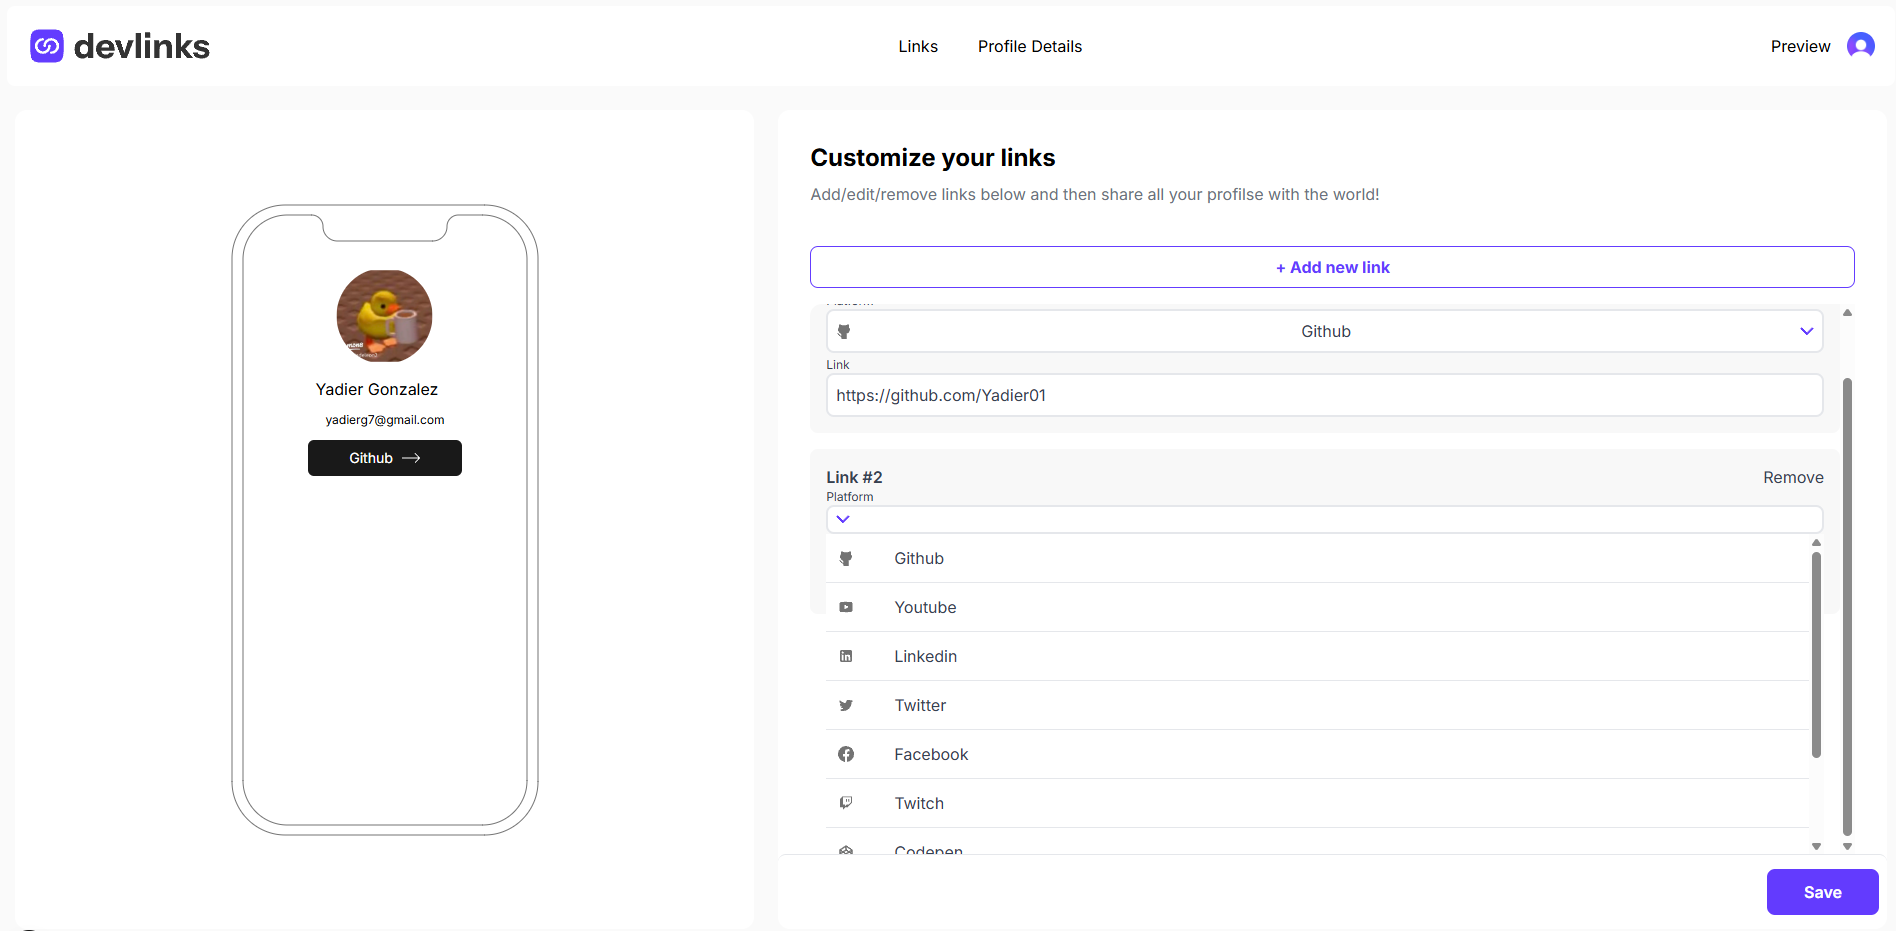 devlinks
Links
Profile Details
Preview
Yadier Gonzalez
yadierg7@gmail.com
Github
Customize your links
Add/edit/remove links below and then share all your profilse with the world!
+ Add new link
Github
Link
https://github.com/Yadier01
Link #2
Remove
Platform
Github
Youtube
Linkedin
Twitter
Facebook
Twitch
Codepen
Save